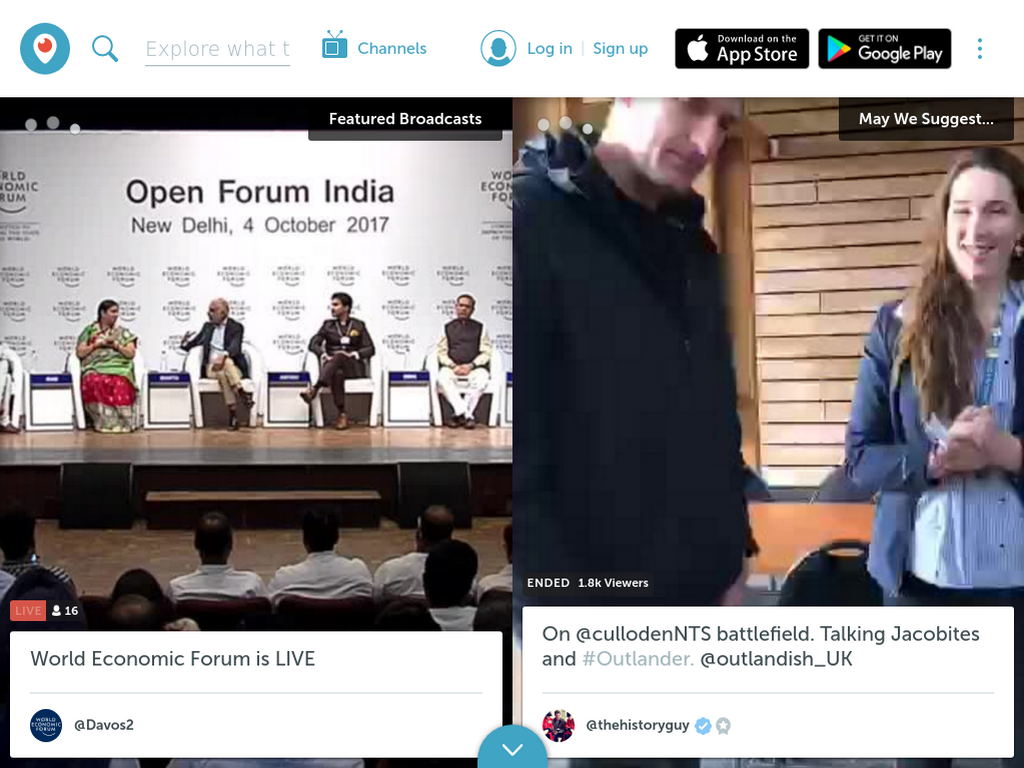 Explore what t
Channels
Log in
Sign up
Download on the
App Store
GET IT ON
Google Play
Featured Broadcasts
Open Forum India
New Delhi, 4 October 2017
WORLD
ECONOMIC
FORUM
LIVE 16
World Economic Forum is LIVE
@Davos2
May We Suggest...
ENDED 1.8k Viewers
On @cullodenNTS battlefield. Talking Jacobites
and #Outlander. @outlandish_UK
@thehistoryguy